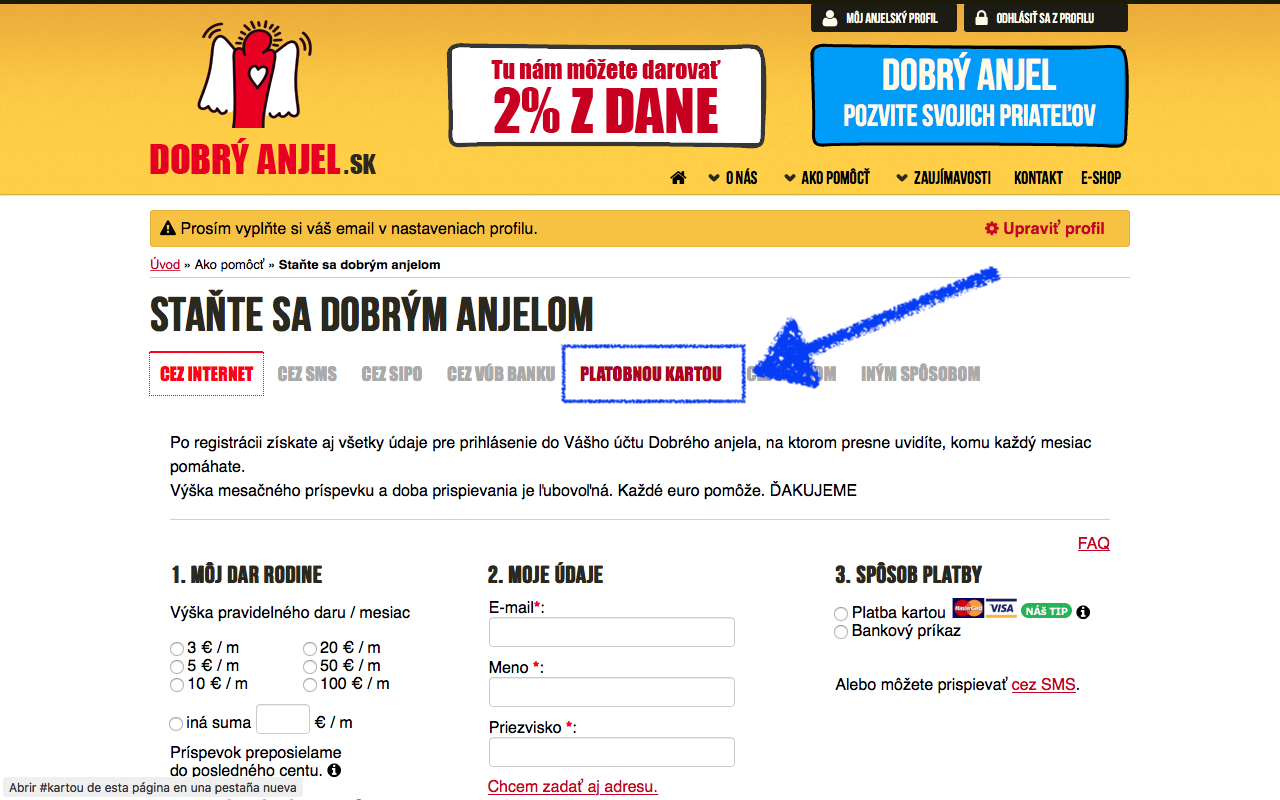 MÔJ ANJELSKÝ PROFIL
ODHLÁSIŤ SA Z PROFILU
DOBRÝ ANJEL.SK
Tu nám môžete darovať
2% Z DANE
DOBRÝ ANJEL
POZVITE SVOJICH PRIATEĽOV
O NÁS
AKO POMÔCŤ
ZAUJÍMAVOSTI
KONTAKT
E-SHOP
Prosím vyplňte si váš email v nastaveniach profilu.
Upraviť profil
Úvod » Ako pomôcť » Staňte sa dobrým anjelom
STAŇTE SA DOBRÝM ANJELOM
CEZ INTERNET
CEZ SMS
CEZ SIPO
CEZ VÚB BANKU
PLATOBNOU KARTOU
INÝM SPÔSOBOM
Po registrácii získate aj všetky údaje pre prihlásenie do Vášho účtu Dobrého anjela, na ktorom presne uvidíte, komu každý mesiac
pomáhate.
Výška mesačného príspevku a doba prispievania je ľubovoľná. Každé euro pomôže. ĎAKUJEME
FAQ
1. MÔJ DAR RODINE
Výška pravidelného daru / mesiac
3 € / m
20 € / m
5 € / m
50 € / m
10 € / m
100 € / m
iná suma € / m
Príspevok preposielame
do posledného centu.
2. MOJE ÚDAJE
E-mail*:
Meno *:
Priezvisko *:
Chcem zadať aj adresu.
3. SPÔSOB PLATBY
Platba kartou MasterCard VISA NÁŠ TIP
Bankový príkaz
Alebo môžete prispievať cez SMS.
Abrir #kartou de esta página en una pestaña nueva